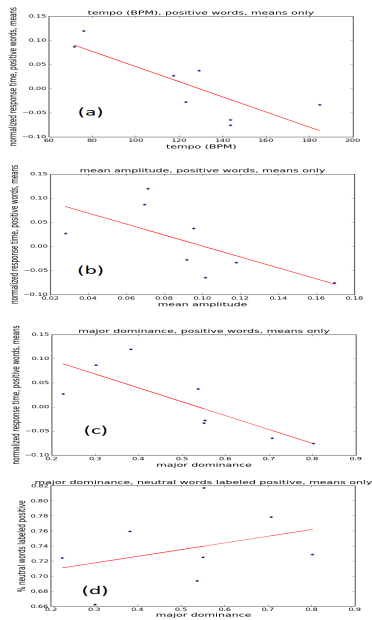 tempo (BPM), positive words, means only
normalized response time, positive words, means
0.15
0.10
0.05
0.00
−0.05
−0.10
(a)
60 80 100 120 140 160 180 200
tempo (BPM)
mean amplitude, positive words, means only
normalized response time, positive words, means
0.15
0.10
0.05
0.00
−0.05
−0.10
(b)
0.02 0.04 0.06 0.08 0.10 0.12 0.14 0.16 0.18
mean amplitude
major dominance, positive words, means only
normalized response time, positive words, means
0.15
0.10
0.05
0.00
−0.05
−0.10
(c)
0.2 0.3 0.4 0.5 0.6 0.7 0.8 0.9
major dominance
major dominance, neutral words labeled positive, means only
% neutral words labeled positive
0.82
0.80
0.78
0.76
0.74
0.72
0.70
0.68
0.66
(d)
0.2 0.3 0.4 0.5 0.6 0.7 0.8 0.9
major dominance